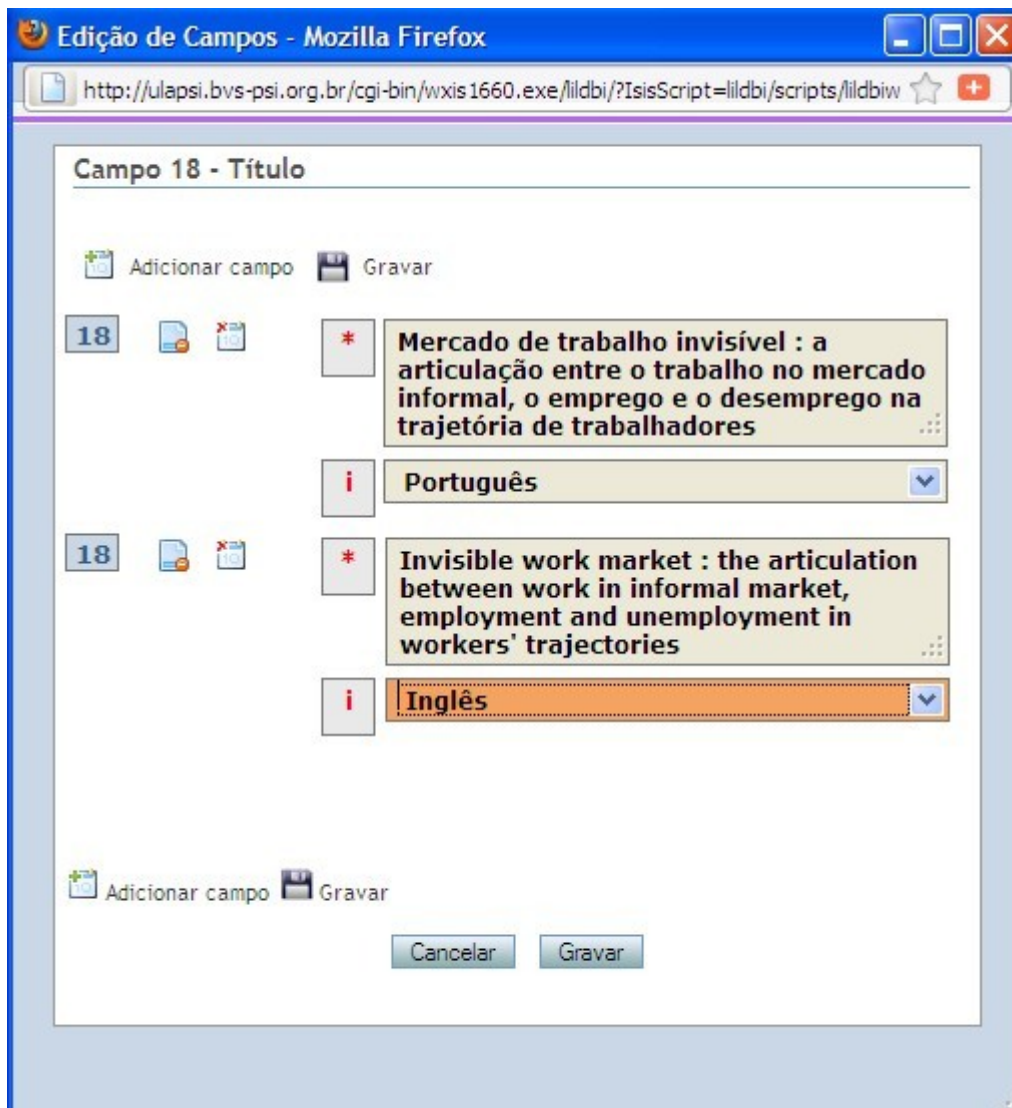 Edição de Campos - Mozilla Firefox
http://ulapsi.bvs-psi.org.br/cgi-bin/wxis1660.exe/lildbi/?IsisScript=lildbi/scripts/lildbiw
Campo 18 - Título
Adicionar campo Gravar
18 * Mercado de trabalho invisível : a
articulação entre o trabalho no mercado
informal, o emprego e o desemprego na
trajetória de trabalhadores
i Português
18 * Invisible work market : the articulation
between work in informal market,
employment and unemployment in
workers' trajectories
i Inglês
Adicionar campo Gravar
Cancelar Gravar